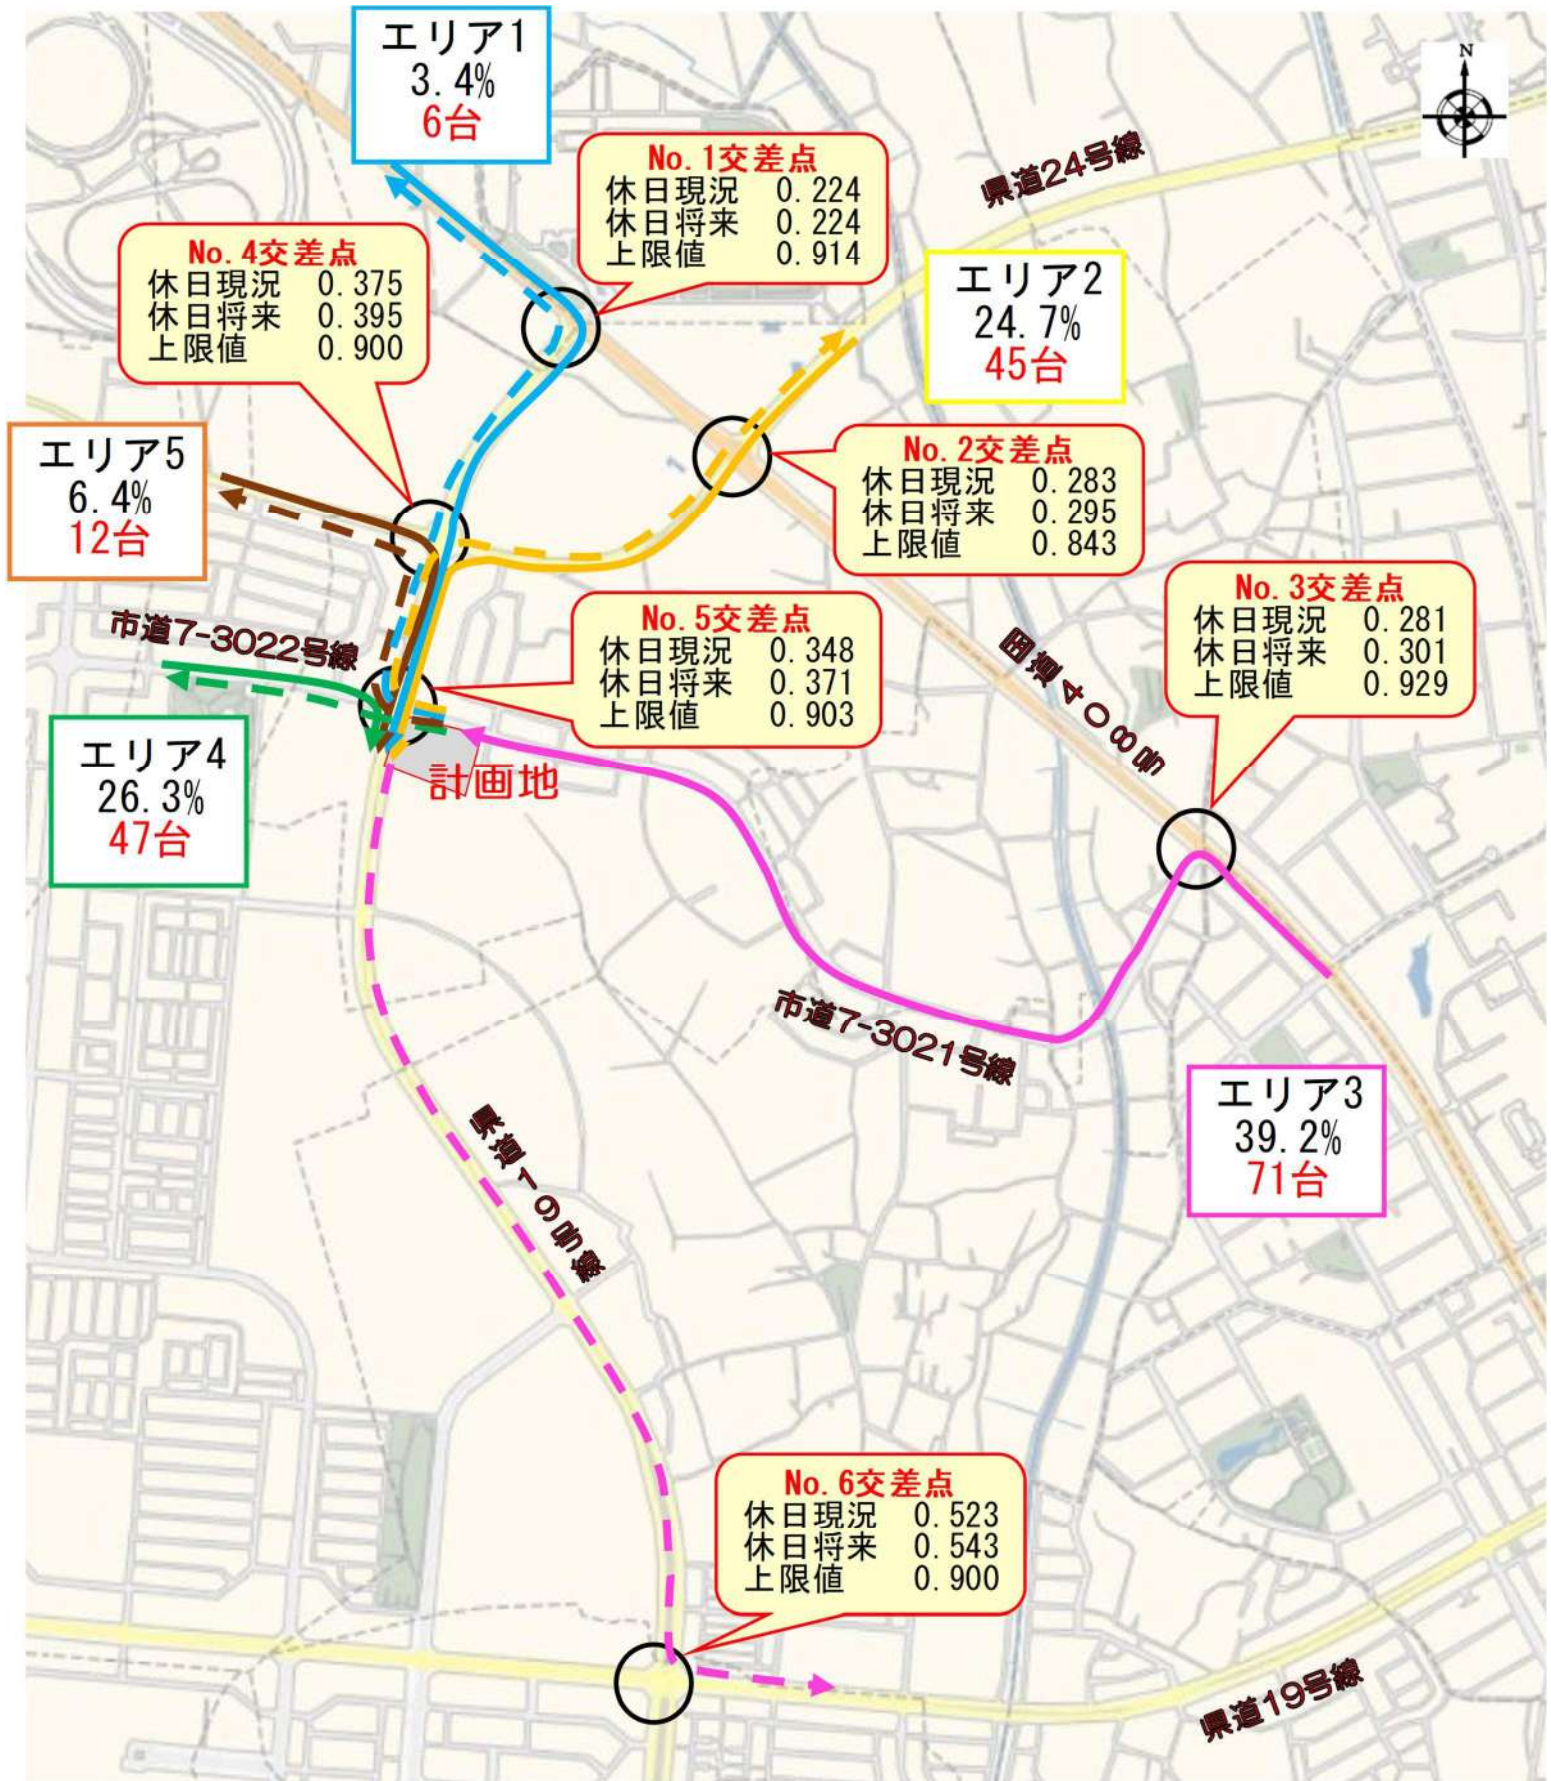 エリア1
3.4%
6台
N
県道24号線
No.1交差点
休日現況 0.224
休日将来 0.224
上限値 0.914
No.4交差点
休日現況 0.375
休日将来 0.395
上限値 0.900
エリア2
24.7%
45台
エリア5
6.4%
12台
No.2交差点
休日現況 0.283
休日将来 0.295
上限値 0.843
No.3交差点
休日現況 0.281
休日将来 0.301
上限値 0.929
市道7-3022号線
No.5交差点
休日現況 0.348
休日将来 0.371
上限値 0.903
国道408号
エリア4
26.3%
47台
計画地
市道7-3021号線
エリア3
39.2%
71台
県道19号線
No.6交差点
休日現況 0.523
休日将来 0.543
上限値 0.900
県道19号線